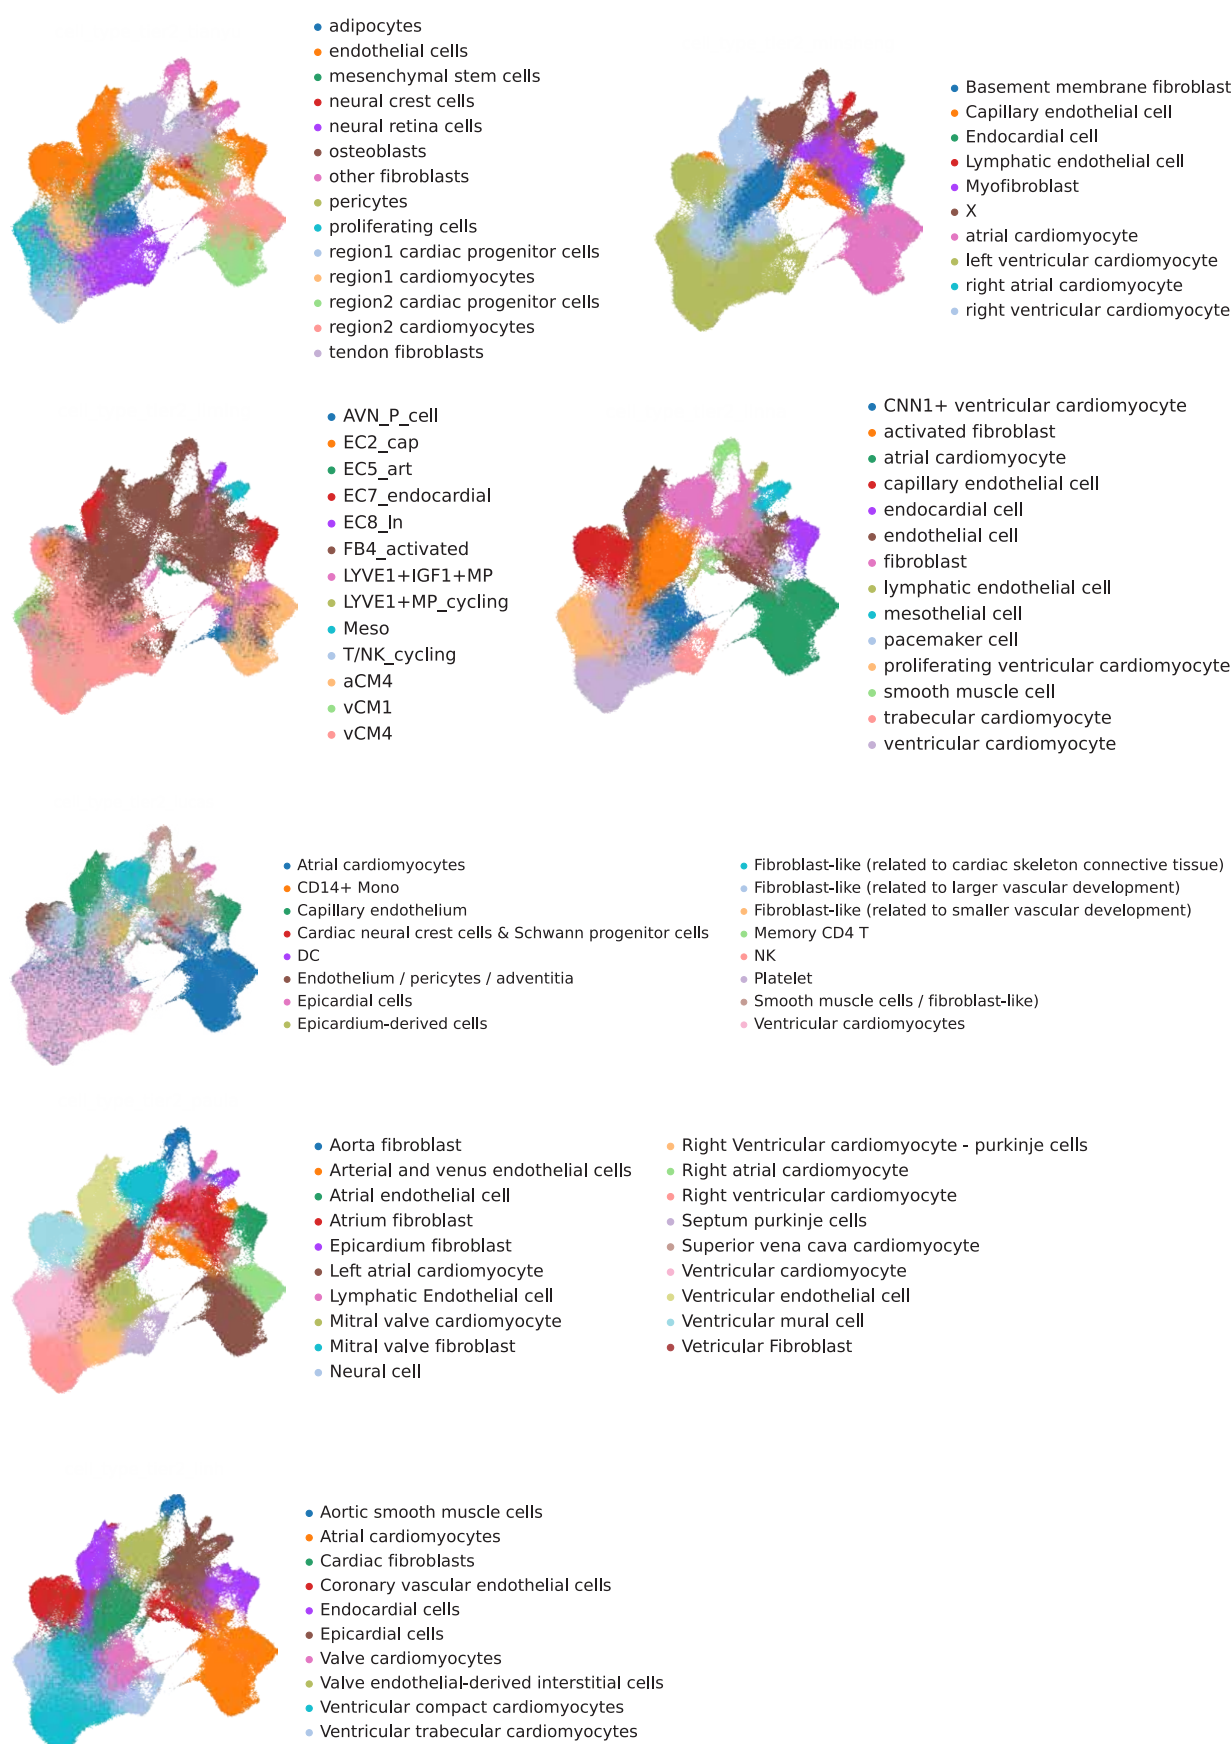 adipocytes
endothelial cells
mesenchymal stem cells
neural crest cells
neural retina cells
osteoblasts
other fibroblasts
pericytes
proliferating cells
region1 cardiac progenitor cells
region1 cardiomyocytes
region2 cardiac progenitor cells
region2 cardiomyocytes
tendon fibroblasts
Basement membrane fibroblast
Capillary endothelial cell
Endocardial cell
Lymphatic endothelial cell
Myofibroblast
X
atrial cardiomyocyte
left ventricular cardiomyocyte
right atrial cardiomyocyte
right ventricular cardiomyocyte
AVN_P_cell
EC2_cap
EC5_art
EC7_endocardial
EC8_ln
FB4_activated
LYVE1+IGF1+MP
LYVE1+MP_cycling
Meso
T/NK_cycling
aCM4
vCM1
vCM4
CNN1+ ventricular cardiomyocyte
activated fibroblast
atrial cardiomyocyte
capillary endothelial cell
endocardial cell
endothelial cell
fibroblast
lymphatic endothelial cell
mesothelial cell
pacemaker cell
proliferating ventricular cardiomyocyte
smooth muscle cell
trabecular cardiomyocyte
ventricular cardiomyocyte
Atrial cardiomyocytes
CD14+ Mono
Capillary endothelium
Cardiac neural crest cells & Schwann progenitor cells
DC
Endothelium / pericytes / adventitia
Epicardial cells
Epicardium-derived cells
Fibroblast-like (related to cardiac skeleton connective tissue)
Fibroblast-like (related to larger vascular development)
Fibroblast-like (related to smaller vascular development)
Memory CD4 T
NK
Platelet
Smooth muscle cells / fibroblast-like)
Ventricular cardiomyocytes
Aorta fibroblast
Arterial and venus endothelial cells
Atrial endothelial cell
Atrium fibroblast
Epicardium fibroblast
Left atrial cardiomyocyte
Lymphatic Endothelial cell
Mitral valve cardiomyocyte
Mitral valve fibroblast
Neural cell
Right Ventricular cardiomyocyte - purkinje cells
Right atrial cardiomyocyte
Right ventricular cardiomyocyte
Septum purkinje cells
Superior vena cava cardiomyocyte
Ventricular cardiomyocyte
Ventricular endothelial cell
Ventricular mural cell
Vetricular Fibroblast
Aortic smooth muscle cells
Atrial cardiomyocytes
Cardiac fibroblasts
Coronary vascular endothelial cells
Endocardial cells
Epicardial cells
Valve cardiomyocytes
Valve endothelial-derived interstitial cells
Ventricular compact cardiomyocytes
Ventricular trabecular cardiomyocytes